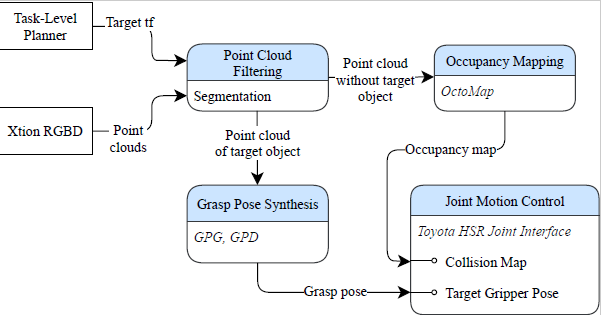 Task-Level
Planner
Target tf
Xtion RGBD
Point
clouds
Point Cloud
Filtering
Segmentation
Point cloud
without target
object
Occupancy Mapping
OctoMap
Point cloud
of target object
Occupancy map
Grasp Pose Synthesis
GPG, GPD
Grasp pose
Joint Motion Control
Toyota HSR Joint Interface
Collision Map
Target Gripper Pose